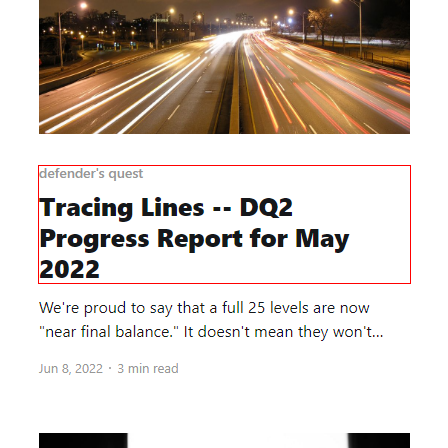 defender's quest
Tracing Lines -- DQ2
Progress Report for May
2022
We're proud to say that a full 25 levels are now
"near final balance." It doesn't mean they won't...
Jun 8, 2022 • 3 min read